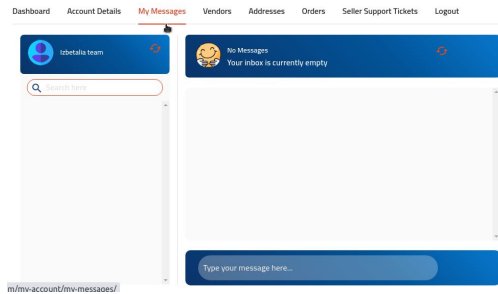 Dashboard Account Details My Messages Vendors Addresses Orders Seller Support Tickets Logout
Izbetalia team
Search here
No Messages
Your inbox is currently empty
Type your message here...
m/my-account/my-messages/